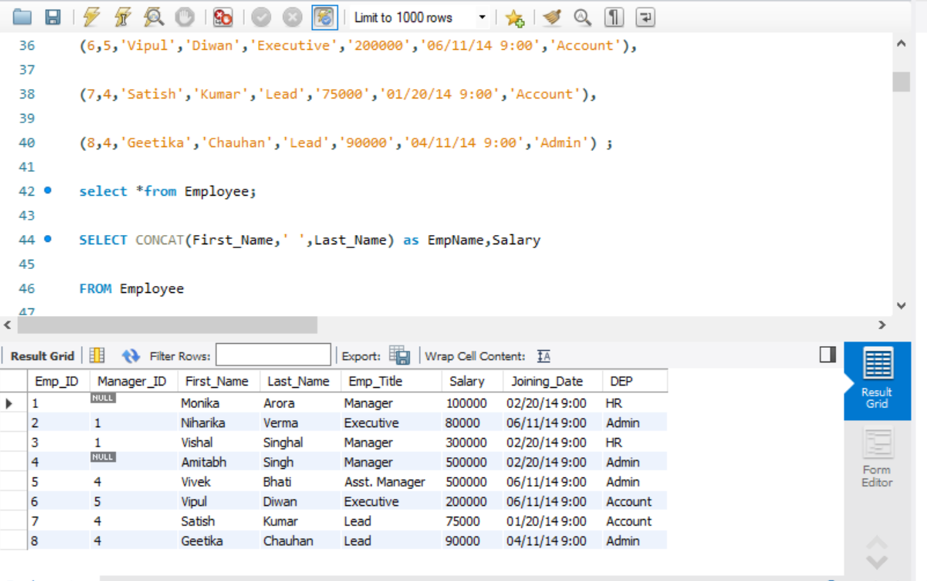 Limit to 1000 rows
36 (6,5,'Vipul','Diwan','Executive','200000','06/11/14 9:00','Account'),
37
38 (7,4,'Satish','Kumar','Lead','75000','01/20/14 9:00','Account'),
39
40 (8,4,'Geetika','Chauhan','Lead','90000','04/11/14 9:00','Admin') ;
41
42 select *from Employee;
43
44 SELECT CONCAT(First_Name,' ',Last_Name) as EmpName,Salary
45
46 FROM Employee
47
Result Grid Filter Rows: Export: Wrap Cell Content: IA
Emp_ID Manager_ID First_Name Last_Name Emp_Title Salary Joining_Date DEP
1 NULL Monika Arora Manager 100000 02/20/14 9:00 HR
2 1 Niharika Verma Executive 80000 06/11/14 9:00 Admin
3 1 Vishal Singhal Manager 300000 02/20/14 9:00 HR
4 NULL Amitabh Singh Manager 500000 02/20/14 9:00 Admin
5 4 Vivek Bhati Asst. Manager 500000 06/11/14 9:00 Admin
6 5 Vipul Diwan Executive 200000 06/11/14 9:00 Account
7 4 Satish Kumar Lead 75000 01/20/14 9:00 Account
8 4 Geetika Chauhan Lead 90000 04/11/14 9:00 Admin
Result
Grid
Form
Editor